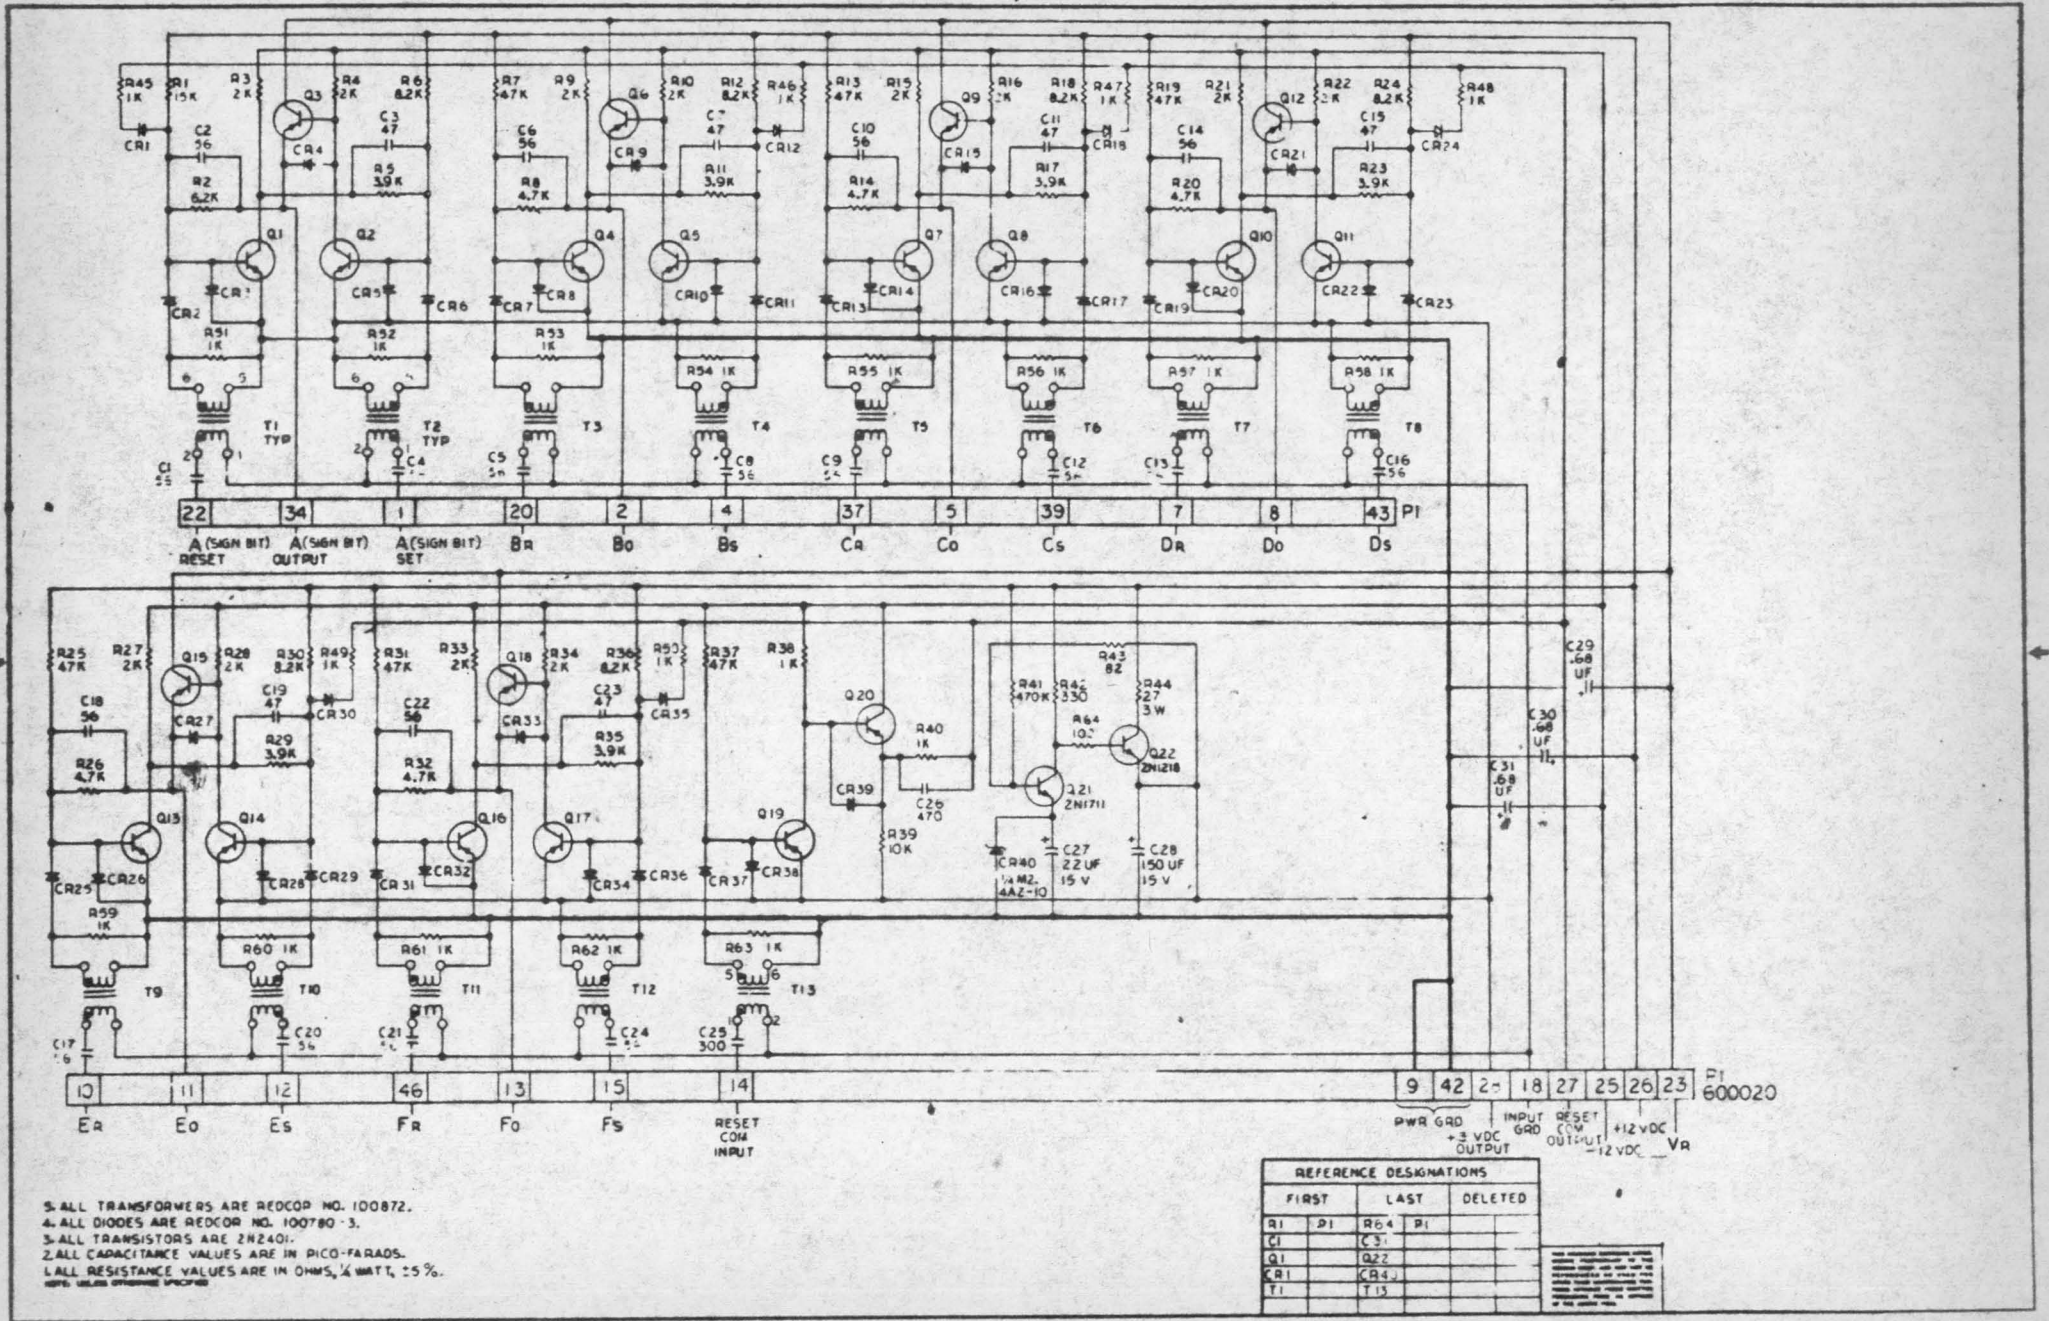 R45 1K
R1 15K
R3 2K
Q3
R4 2K
R6 8.2K
R7 47K
R9 2K
Q6
R10 2K
R12 8.2K
R46 1K
R13 47K
R15 2K
Q9
R16
R18 8.2K
R47 1K
R19 47K
R21 2K
Q12
R22
R24 8.2K
R48 1K
CR1
C2 56
CR4
C3 47
C6 56
CR9
47
CR12
C10 56
CR15
C11 47
CR18
C14 56
CR21
C15 47
CR24
R2 6.2K
R5 3.9K
R8 4.7K
R11 3.9K
R14 4.7K
R17 3.9K
R20 4.7K
R23 3.9K
Q1
Q2
Q4
Q5
Q7
Q8
Q10
Q11
CR2
CR5
CR6
CR7
CR8
CR10
CR11
CR13
CR14
CR16
CR17
CR19
CR20
CR22
CR23
R51 1K
R52 1K
R53 1K
R54 1K
R55 1K
R56 1K
R57 1K
R58 1K
6 5 6
T1 TYP
T2 TYP
T3
T4
T5
T6
T7
T8
2 1 2 1
C1
C4
C5
C8 56
C9
C12
C13
C16 56
22 34 1 20 2 4 37 5 39 7 8 43 P1
A (SIGN BIT) RESET
A (SIGN BIT) OUTPUT
A (SIGN BIT) SET
BR BO BS CR CO CS DR DO DS
R25 47K
R27 2K
Q15
R28 2K
R30 8.2K
R49 1K
R31 47K
R33 2K
Q18
R34 2K
R36 8.2K
R50 1K
R37 47K
R38 1K
R43 82
C29 .68 UF
C18 56
CR27
C19 47
CR30
C22 56
CR33
C23 47
CR35
Q20
R40 1K
R41 470K
R42 330
R44 27 3W
R64
Q22 2N1218
C30 .68 UF
R26 4.7K
R29 3.9K
R32 4.7K
R35 3.9K
CR39
C26 470
Q21 2N1711
C31 .68 UF
Q13
Q14
Q16
Q17
Q19
R39 10K
CR25
CR26
CR28
CR29
CR31
CR32
CR34
CR36
CR37
CR38
CR40
4AZ-10
C27 22 UF 15 V
C28 150 UF 15 V
R59 1K
R60 1K
R61 1K
R62 1K
R63 1K
5 6
T9
T10
T11
T12
T13
1 2
C17
C20 56
C21
C24
C25 300
10 11 12 46 13 15 14
9 42 18 27 25 26 23 P1
600020
ER EO ES FR FO FS
RESET COM INPUT
PWR GRD
+3 VDC OUTPUT
INPUT GRD
RESET COM OUTPUT
-12 VDC
+12 VDC
VR
REFERENCE DESIGNATIONS
FIRST LAST DELETED
R1 P1 R64 P1
C1 C31
Q1 Q22
CR1
T1 T13
5. ALL TRANSFORMERS ARE REDCOR NO. 100872.
4. ALL DIODES ARE REDCOR NO. 100780-3.
3. ALL TRANSISTORS ARE 2N2401.
2. ALL CAPACITANCE VALUES ARE IN PICO-FARADS.
1. ALL RESISTANCE VALUES ARE IN OHMS, ¼ WATT, ±5%.
NOTE: UNLESS OTHERWISE SPECIFIED